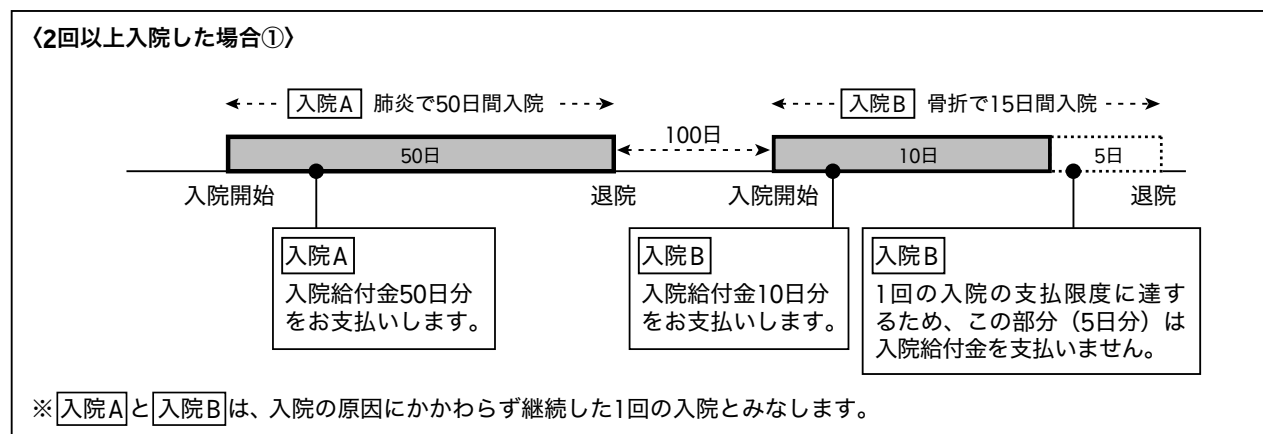 〈2回以上入院した場合①〉
入院A 肺炎で50日間入院
入院B 骨折で15日間入院
100日
50日
10日
5日
入院開始
退院
入院開始
退院
入院A
入院給付金50日分
をお支払いします。
入院B
入院給付金10日分
をお支払いします。
入院B
1回の入院の支払限度に達す
るため、この部分（5日分）は
入院給付金を支払いません。
※入院Aと入院Bは、入院の原因にかかわらず継続した1回の入院とみなします。